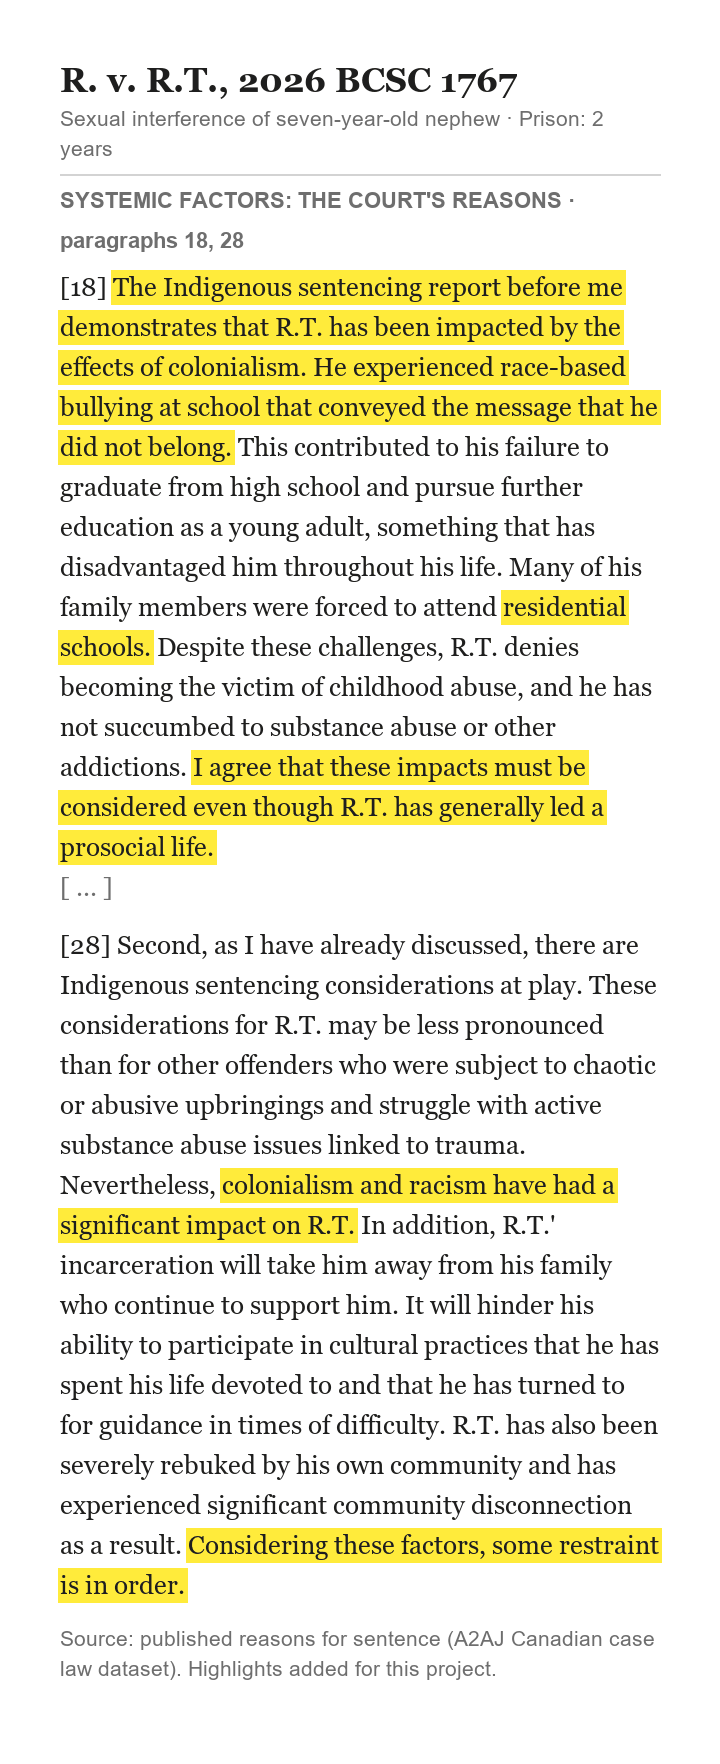 R. v. R.T., 2026 BCSC 1767
Sexual interference of seven-year-old nephew · Prison: 2
years
SYSTEMIC FACTORS: THE COURT'S REASONS ·
paragraphs 18, 28
[18] The Indigenous sentencing report before me
demonstrates that R.T. has been impacted by the
effects of colonialism. He experienced race-based
bullying at school that conveyed the message that he
did not belong. This contributed to his failure to
graduate from high school and pursue further
education as a young adult, something that has
disadvantaged him throughout his life. Many of his
family members were forced to attend residential
schools. Despite these challenges, R.T. denies
becoming the victim of childhood abuse, and he has
not succumbed to substance abuse or other
addictions. I agree that these impacts must be
considered even though R.T. has generally led a
prosocial life.
[ ... ]
[28] Second, as I have already discussed, there are
Indigenous sentencing considerations at play. These
considerations for R.T. may be less pronounced
than for other offenders who were subject to chaotic
or abusive upbringings and struggle with active
substance abuse issues linked to trauma.
Nevertheless, colonialism and racism have had a
significant impact on R.T. In addition, R.T.'
incarceration will take him away from his family
who continue to support him. It will hinder his
ability to participate in cultural practices that he has
spent his life devoted to and that he has turned to
for guidance in times of difficulty. R.T. has also been
severely rebuked by his own community and has
experienced significant community disconnection
as a result. Considering these factors, some restraint
is in order.
Source: published reasons for sentence (A2AJ Canadian case
law dataset). Highlights added for this project.